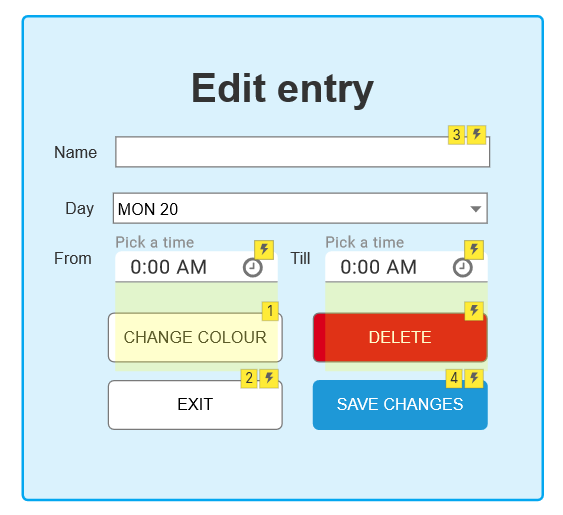 Edit entry
3
Name
Day MON 20
Pick a time Pick a time
From 0:00 AM Till 0:00 AM
1
CHANGE COLOUR DELETE
2 4
EXIT SAVE CHANGES